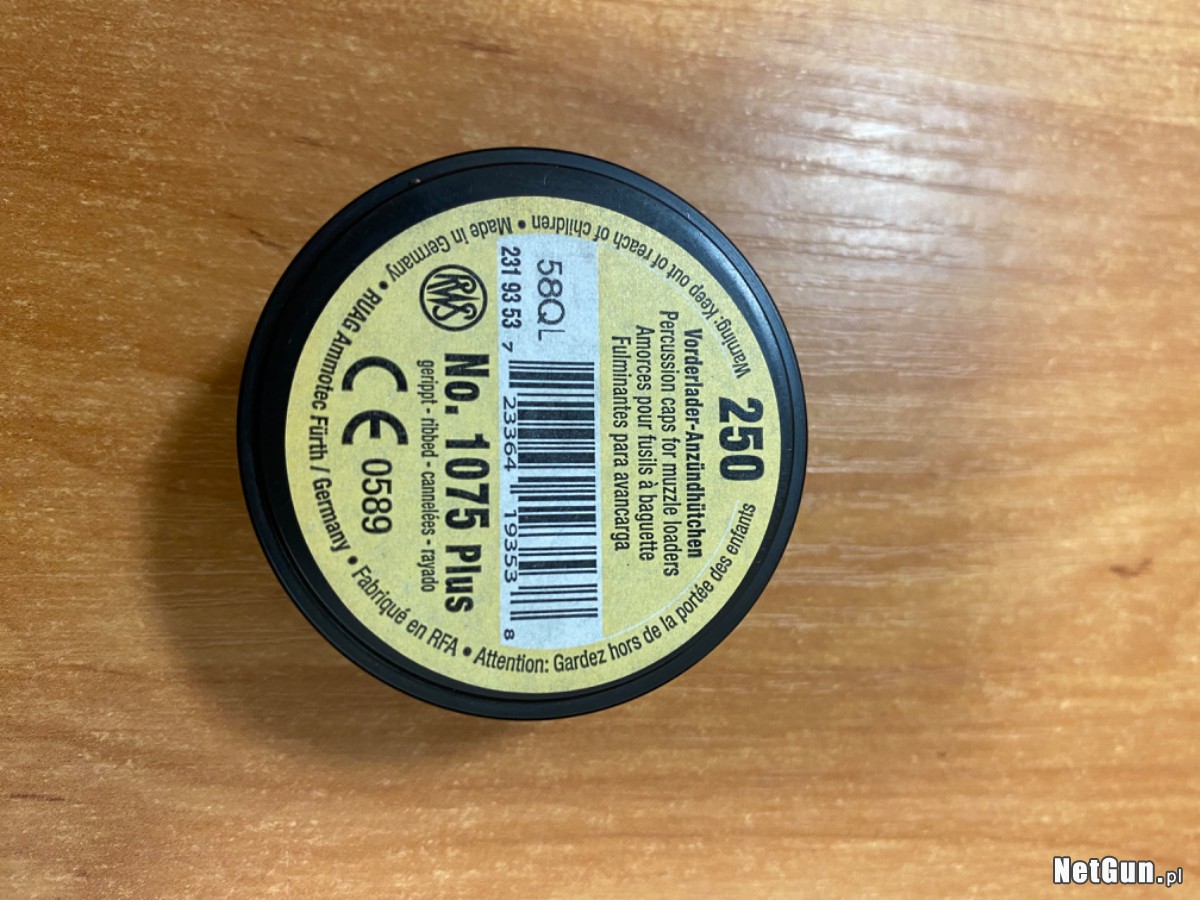 250
Vorderlader-Anzündhütchen
Percussion caps for muzzle loaders
Amorces pour fusils à baguette
Fulminantes para avancarga
58QL
231 93 53
7 23364 19353 8
RWS
No. 1075 Plus
gerippt - ribbed - cannelées - rayado
CE 0589
Made in Germany • Warning: Keep out of reach of children
RUAG Ammotec Fürth / Germany • Fabriqué en RFA • Attention: Gardez hors de la portée des enfants
NetGun.pl